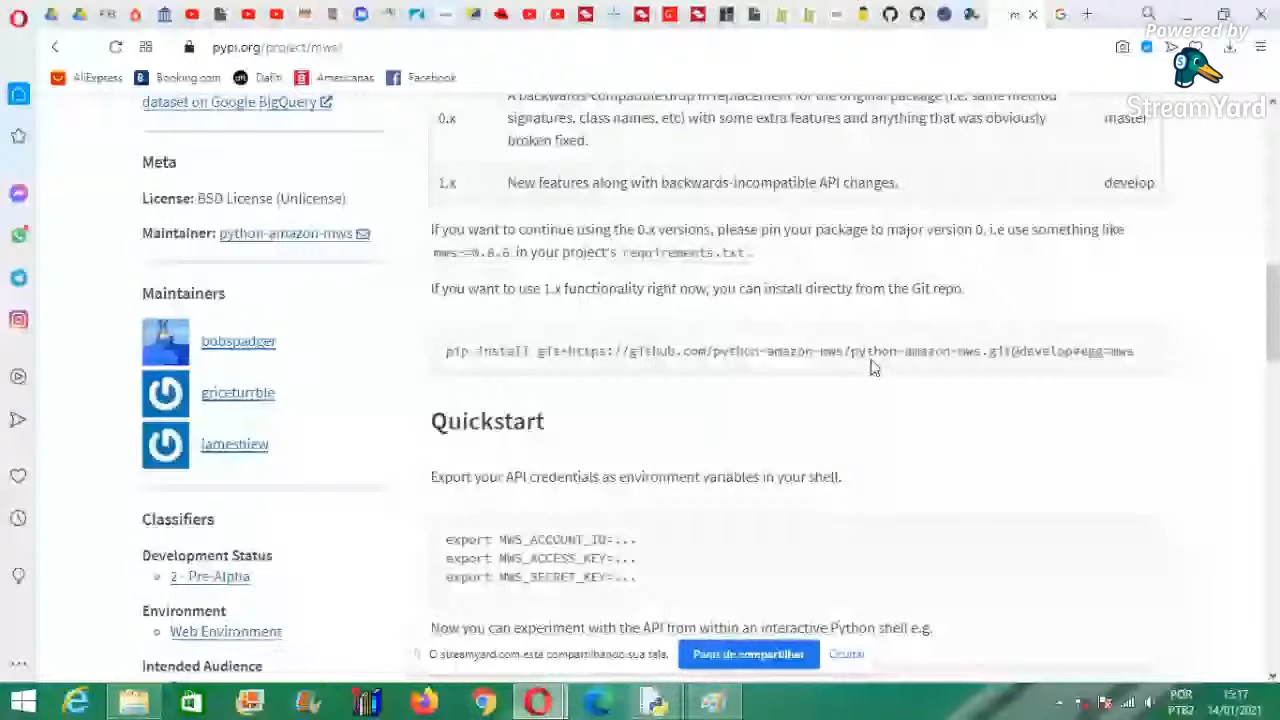 Powered by
StreamYard
pypi.org/project/mws/
AliExpress
Booking.com
Dafiti
Americanas
Facebook
dataset on Google BigQuery
Meta
License: BSD License (Unlicense)
Maintainer: python-amazon-mws
Maintainers
bobspadger
griceturrble
jameshiew
Classifiers
Development Status
2 - Pre-Alpha
Environment
Web Environment
Intended Audience
A backwards-compatible drop in replacement for the original package (i.e. same method
0.x signatures, class names, etc) with some extra features and anything that was obviously master
broken fixed.
1.x New features along with backwards-incompatible API changes. develop
If you want to continue using the 0.x versions, please pin your package to major version 0, i.e use something like
in your project's requirements.txt .
If you want to use 1.x functionality right now, you can install directly from the Git repo.
pip install git+https://github.com/python-amazon-mws/python-amazon-mws.git@develop#egg=mws
Quickstart
Export your API credentials as environment variables in your shell.
export MWS_ACCOUNT_ID=...
export MWS_ACCESS_KEY=...
export MWS_SECRET_KEY=...
Now you can experiment with the API from within an interactive Python shell e.g.
O streamyard.com está compartilhando sua tela.
Parar de compartilhar
Ocultar
POR
PTB2
15:17
14/01/2021